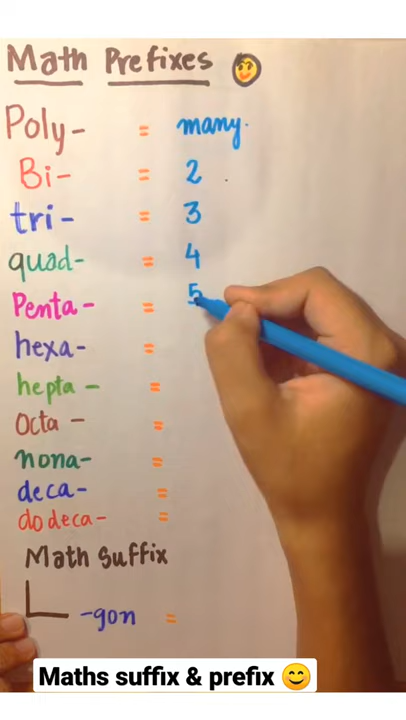 Math Prefixes
Poly- = many.
Bi- = 2
tri- = 3
quad- = 4
Penta- = 5
hexa- =
hepta- =
Octa- =
nona- =
deca- =
dodeca- =
Math Suffix
-gon =
Maths suffix & prefix 😊